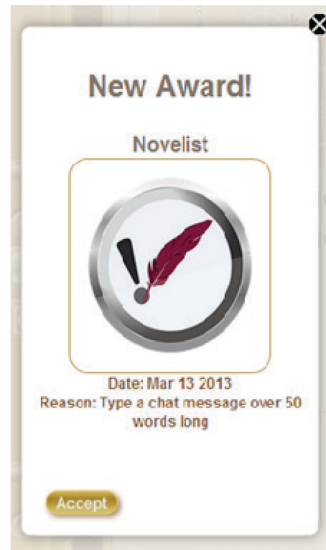 New Award!
Novelist
Date: Mar 13 2013
Reason: Type a chat message over 50
words long
Accept